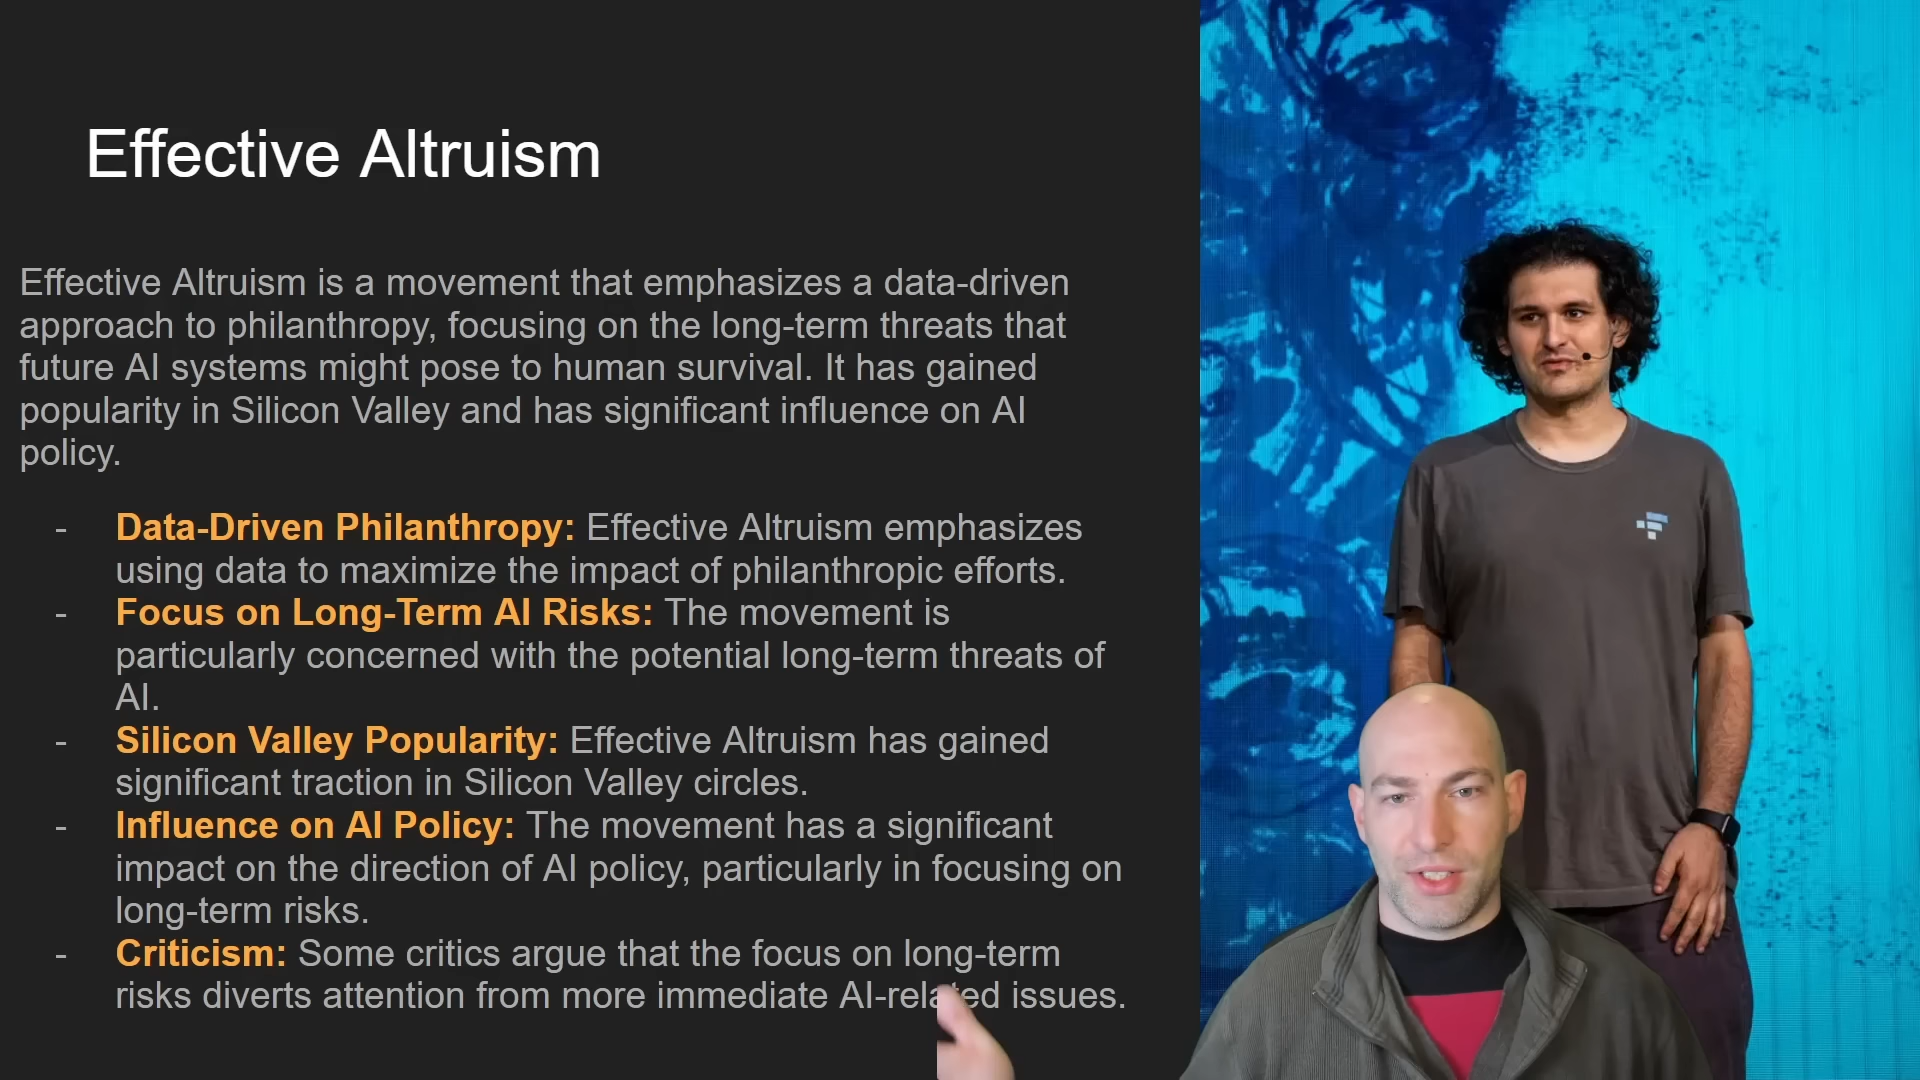 Effective Altruism
Effective Altruism is a movement that emphasizes a data-driven
approach to philanthropy, focusing on the long-term threats that
future AI systems might pose to human survival. It has gained
popularity in Silicon Valley and has significant influence on AI
policy.
- Data-Driven Philanthropy: Effective Altruism emphasizes
using data to maximize the impact of philanthropic efforts.
- Focus on Long-Term AI Risks: The movement is
particularly concerned with the potential long-term threats of
AI.
- Silicon Valley Popularity: Effective Altruism has gained
significant traction in Silicon Valley circles.
- Influence on AI Policy: The movement has a significant
impact on the direction of AI policy, particularly in focusing on
long-term risks.
- Criticism: Some critics argue that the focus on long-term
risks diverts attention from more immediate AI-related issues.